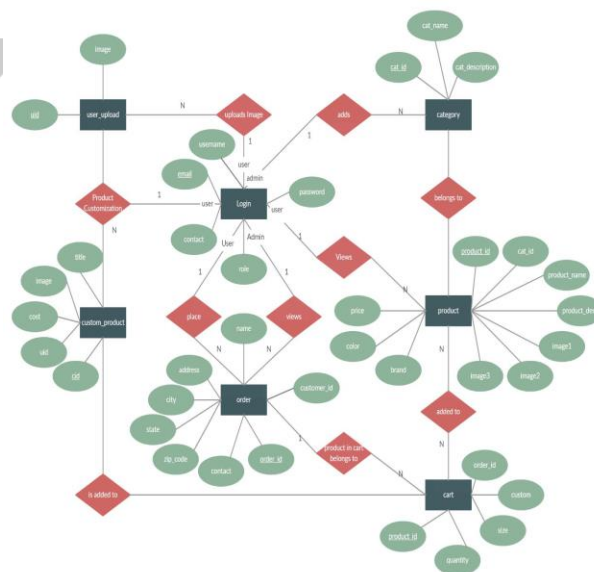 cat_name
image
cat_id
cat_description
uid
user_upload
N
uploads Image
adds
N
category
1
1
username
user
admin
email
Product
Customization
1
user
Login
user
password
belongs to
contact
User
Admin
1
N
title
role
Views
product_id
cat_id
image
1
1
product_name
N
cost
custom_product
place
name
views
price
product
product_des
uid
color
image1
cid
N
N
brand
image3
image2
N
address
customer_id
order
city
added to
state
1
product in cart
belongs to
N
zip_code
contact
order_id
order_id
N
is added to
cart
custom
size
product_id
quantity